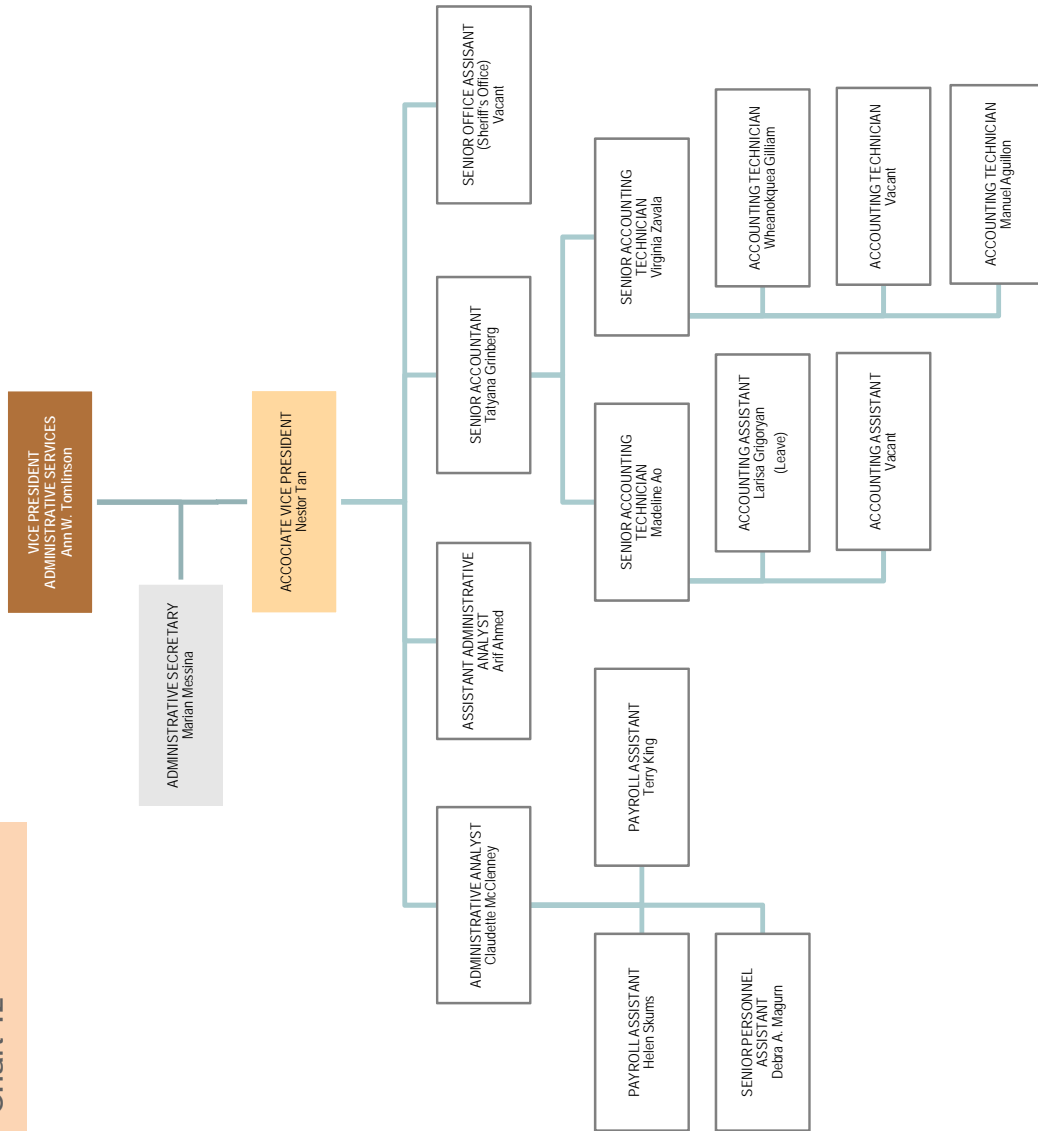 Chart 12
VICE PRESIDENT
ADMINISTRATIVE SERVICES
Ann W. Tomlinson
ADMINISTRATIVE SECRETARY
Marian Messina
ACCOCIATE VICE PRESIDENT
Nestor Tan
ADMINISTRATIVE ANALYST
Claudette McClenney
ASSISTANT ADMINISTRATIVE
ANALYST
Arif Ahmed
SENIOR ACCOUNTANT
Tatyana Grinberg
SENIOR OFFICE ASSISANT
(Sheriff's Office)
Vacant
PAYROLL ASSISTANT
Helen Skums
PAYROLL ASSISTANT
Terry King
SENIOR PERSONNEL
ASSISTANT
Debra A. Magurn
SENIOR ACCOUNTING
TECHNICIAN
Madeline Ao
SENIOR ACCOUNTING
TECHNICIAN
Virginia Zavala
ACCOUNTING ASSISTANT
Larisa Grigoryan
(Leave)
ACCOUNTING ASSISTANT
Vacant
ACCOUNTING TECHNICIAN
Wheanokquea Gilliam
ACCOUNTING TECHNICIAN
Vacant
ACCOUNTING TECHNICIAN
Manuel Aguillon